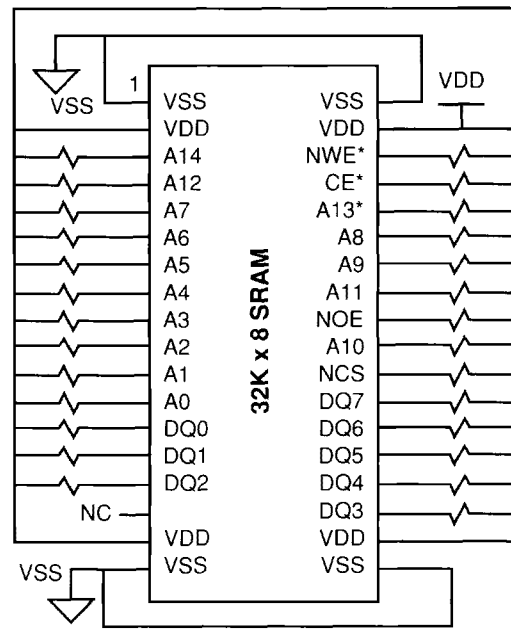 1
VSS
VDD
VSS
VSS
VDD
VDD
A14
NWE*
A12
CE*
A7
A13*
A6
A8
A5
A9
A4
A11
A3
NOE
A2
A10
A1
NCS
A0
DQ7
DQ0
DQ6
DQ1
DQ5
DQ2
DQ4
NC
DQ3
VDD
VDD
VSS
VSS
VSS
32K x 8 SRAM